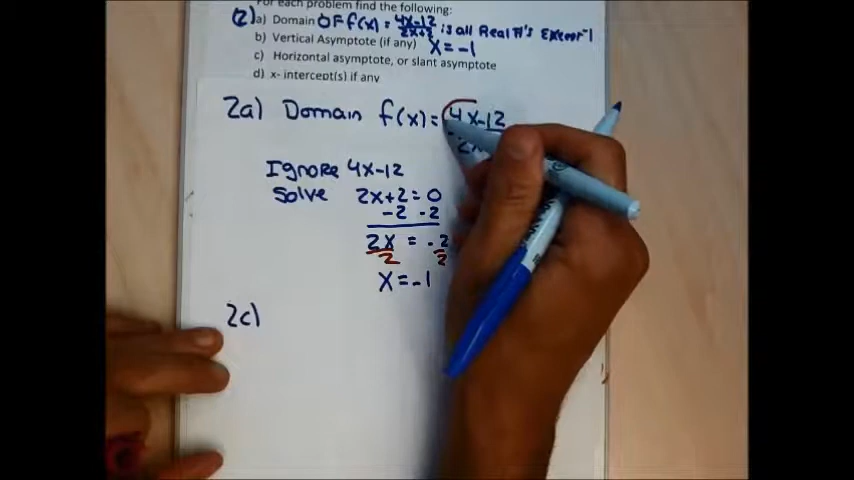 For each problem find the following:
(2) a) Domain OF f(x) = 4x-12 / 2x+2 is all Real #'s Except
b) Vertical Asymptote (if any) x = -1
c) Horizontal asymptote, or slant asymptote
d) x- intercept(s) if any
2a) Domain f(x) = 4x-12
Ignore 4x-12
Solve 2x+2 = 0
-2 -2
2x = -2
2 2
x = -1
2c)